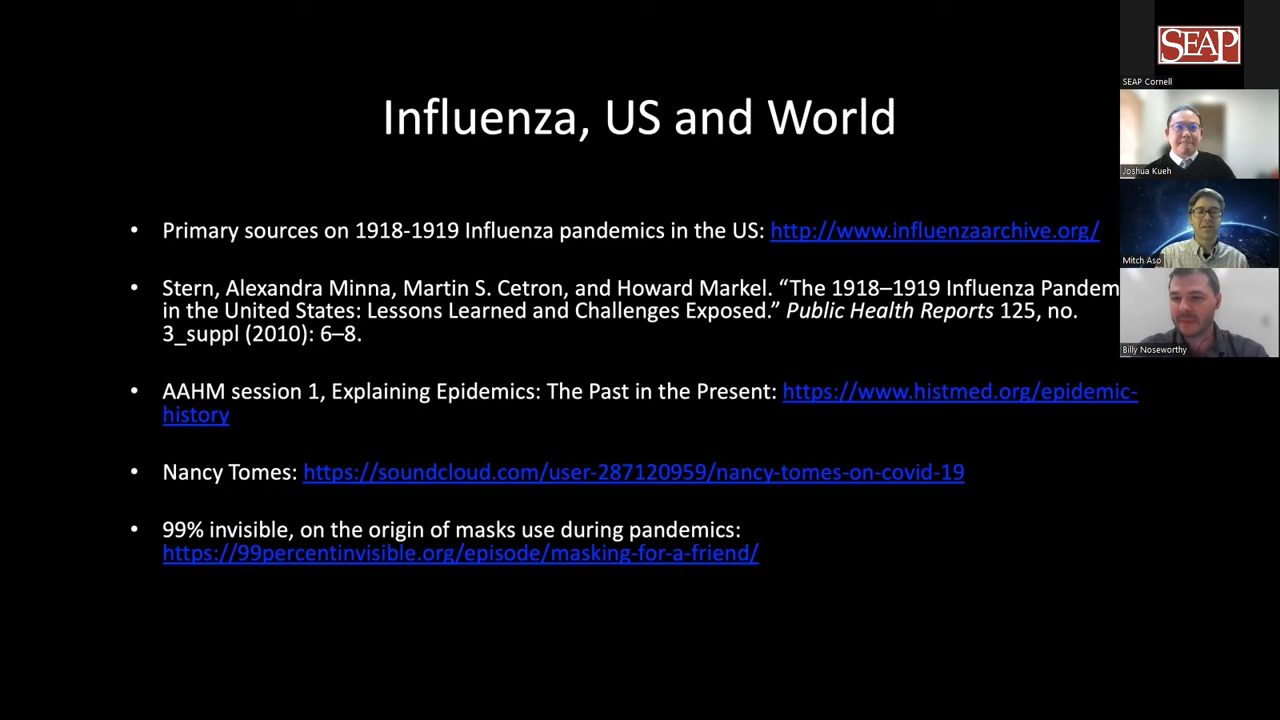 Influenza, US and World
• Primary sources on 1918-1919 Influenza pandemics in the US: http://www.influenzaarchive.org/
• Stern, Alexandra Minna, Martin S. Cetron, and Howard Markel. “The 1918–1919 Influenza Pandem
in the United States: Lessons Learned and Challenges Exposed.” Public Health Reports 125, no.
3_suppl (2010): 6–8.
• AAHM session 1, Explaining Epidemics: The Past in the Present: https://www.histmed.org/epidemic-
history
• Nancy Tomes: https://soundcloud.com/user-287120959/nancy-tomes-on-covid-19
• 99% invisible, on the origin of masks use during pandemics:
https://99percentinvisible.org/episode/masking-for-a-friend/
SEAP
SEAP Cornell
Joshua Kueh
Mitch Aso
Billy Noseworthy